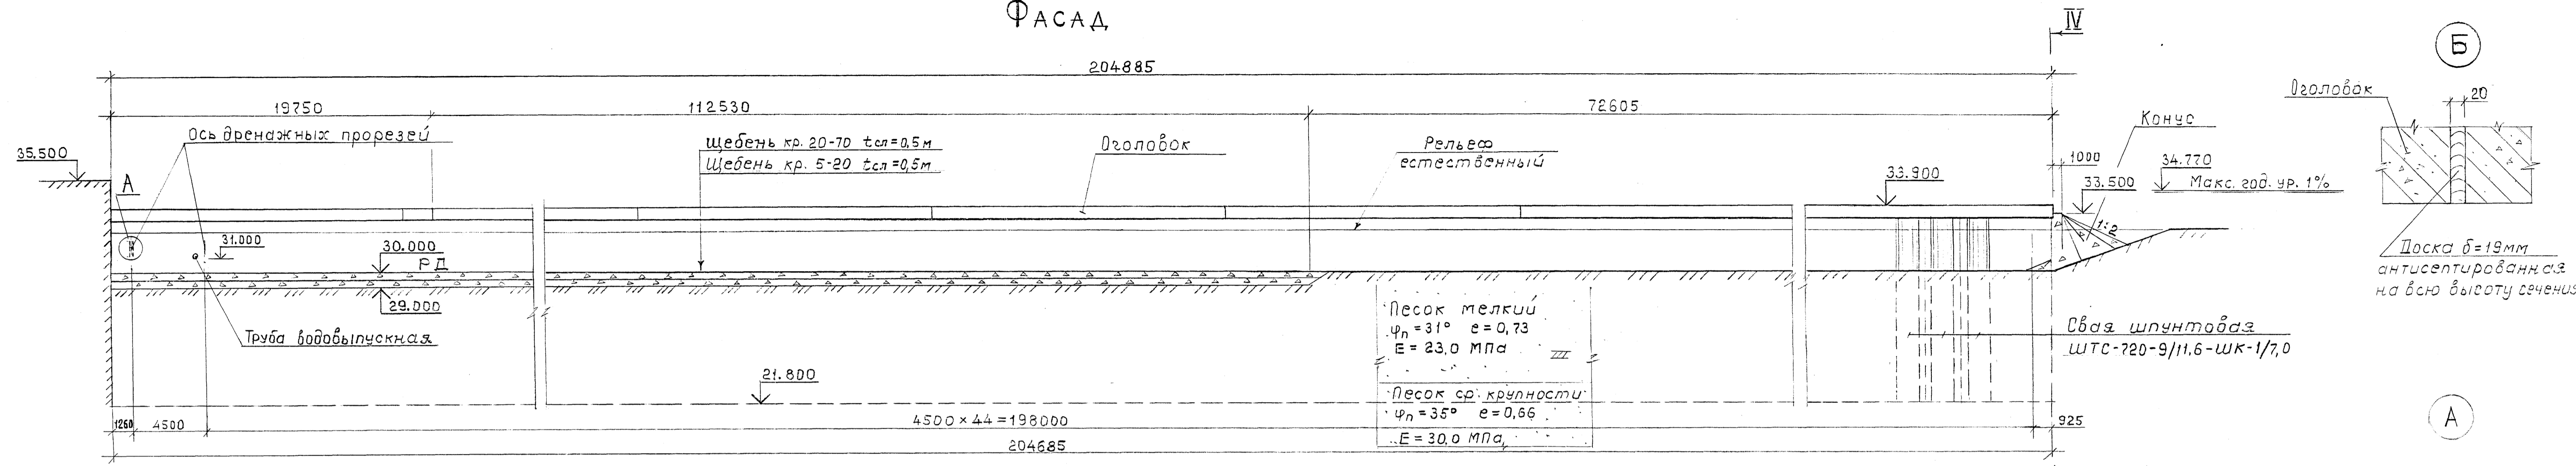 Фасад
IV
Б
204885
19750
112530
72605
Ось дренажных прорезей
Щебень кр. 20-70 tсл=0,5м
Щебень кр. 5-20 tсл=0,5м
Оголовок
Рельеф
естественный
Конус
Оголовок
20
35.500
А
33.900
1000
34.770
33.500
Макс. год. ур. 1%
1:2
31.000
30.000
РД
29.000
Труба водовыпускная
Доска δ=19мм
антисептированная
на всю высоту сечения
Песок мелкий
φп=31° e=0,73
E=23,0 МПа
III
Свая шпунтовая
ШТС-720-9/11,6-ШК-1/7,0
21.800
Песок ср. крупности
φп=35° e=0,66
E=30,0 МПа
1260
4500
4500×44=198000
925
204685
А